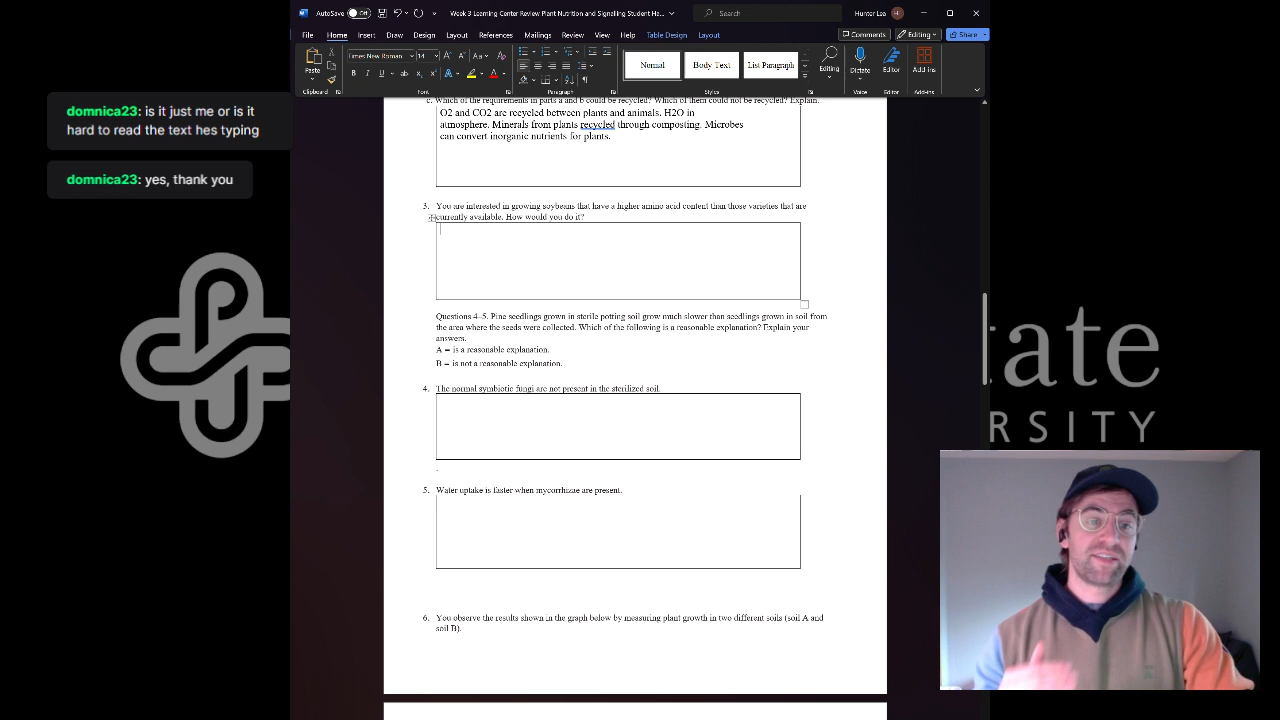 AutoSave Off Week 3 Learning Center Review Plant Nutrition and Signalling Student Ha... Search Hunter Lea
File Home Insert Draw Design Layout References Mailings Review View Help Table Design Layout Comments Editing Share
Times New Roman 14 Aa
Paste B I U ab Normal Body Text List Paragraph Editing Dictate Editor Add-ins
Clipboard Font Paragraph Styles Voice Editor Add-ins
domnica23: is it just me or is it
hard to read the text hes typing
domnica23: yes, thank you
c. Which of the requirements in parts a and b could be recycled? Which of them could not be recycled? Explain.
O2 and CO2 are recycled between plants and animals. H2O in
atmosphere. Minerals from plants recycled through composting. Microbes
can convert inorganic nutrients for plants.
3. You are interested in growing soybeans that have a higher amino acid content than those varieties that are
currently available. How would you do it?
Questions 4–5. Pine seedlings grown in sterile potting soil grow much slower than seedlings grown in soil from
the area where the seeds were collected. Which of the following is a reasonable explanation? Explain your
answers.
A = is a reasonable explanation.
B = is not a reasonable explanation.
4. The normal symbiotic fungi are not present in the sterilized soil.
.
5. Water uptake is faster when mycorrhizae are present.
6. You observe the results shown in the graph below by measuring plant growth in two different soils (soil A and
soil B).
ate
RSITY